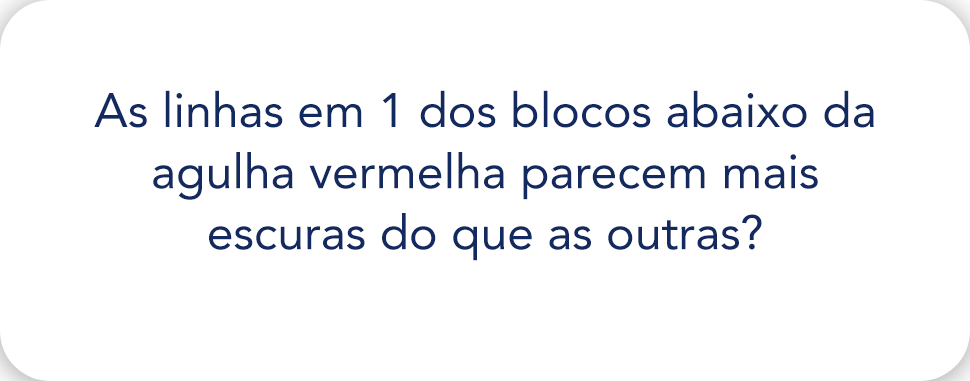 As linhas em 1 dos blocos abaixo da
agulha vermelha parecem mais
escuras do que as outras?